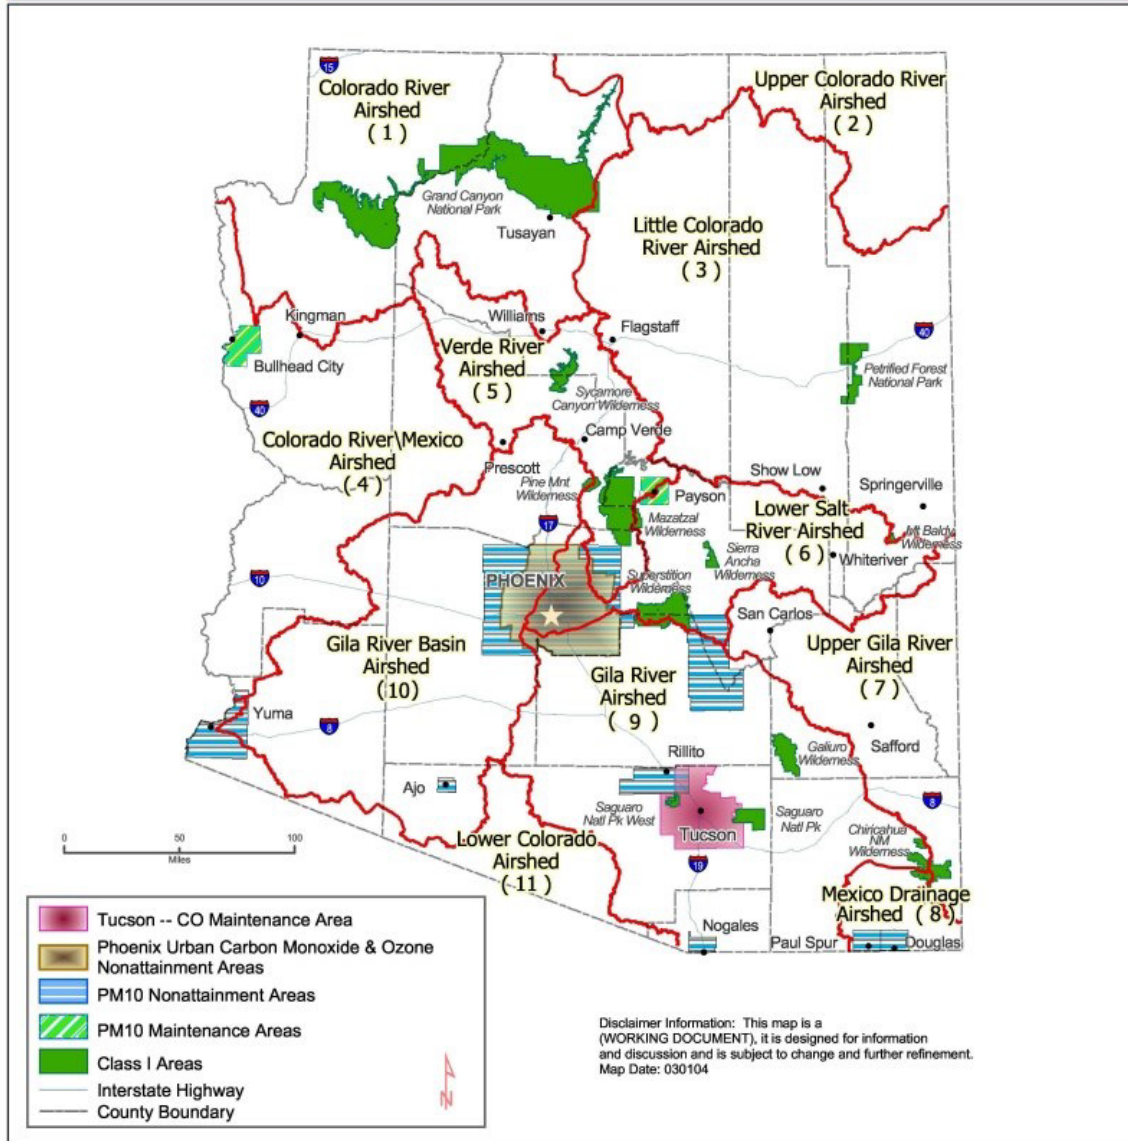 15
Colorado River
Airshed
( 1 )
Upper Colorado River
Airshed
( 2 )
Grand Canyon
National Park
Tusayan
Little Colorado
River Airshed
( 3 )
Kingman
Williams
Flagstaff
40
Bullhead City
Verde River
Airshed
( 5 )
Petrified Forest
National Park
40
Sycamore
Canyon Wilderness
Colorado River\Mexico
Airshed
( 4 )
Camp Verde
Prescott
Pine Mnt
Wilderness
Payson
Show Low
Springerville
17
Mazatzal
Wilderness
Lower Salt
River Airshed
( 6 )
Mt Baldy
Wilderness
Sierra
Ancha
Wilderness
Whiteriver
10
PHOENIX
Superstition
Wilderness
San Carlos
Gila River Basin
Airshed
(10)
Gila River
Airshed
( 9 )
Upper Gila River
Airshed
( 7 )
Yuma
8
Rillito
Galiuro
Wilderness
Safford
Ajo
Saguaro
Natl Pk West
Tucson
Saguaro
Natl Pk
8
0 50 100
Miles
Lower Colorado
Airshed
( 11 )
19
Chiricahua
NM
Wilderness
Mexico Drainage
Airshed ( 8 )
Nogales
Paul Spur
Douglas
Tucson -- CO Maintenance Area
Phoenix Urban Carbon Monoxide & Ozone
Nonattainment Areas
PM10 Nonattainment Areas
PM10 Maintenance Areas
Class I Areas
Interstate Highway
County Boundary
N
Disclaimer Information: This map is a
(WORKING DOCUMENT), it is designed for information
and discussion and is subject to change and further refinement.
Map Date: 030104